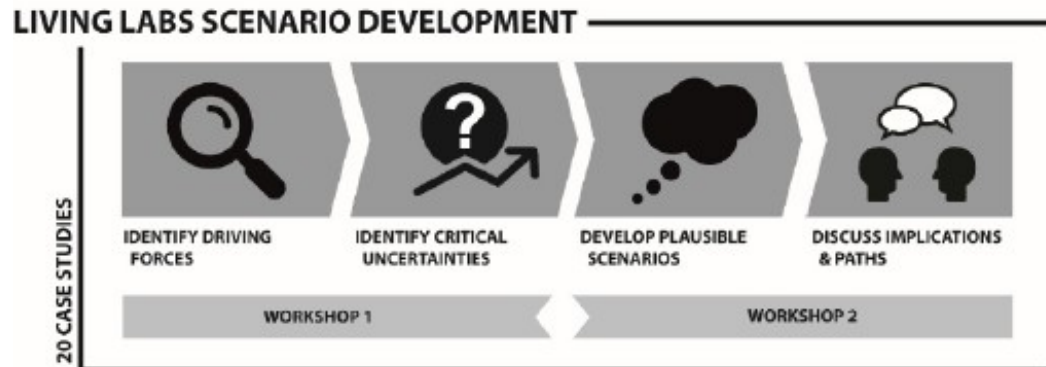 LIVING LABS SCENARIO DEVELOPMENT
?
20 CASE STUDIES
IDENTIFY DRIVING
FORCES
IDENTIFY CRITICAL
UNCERTAINTIES
DEVELOP PLAUSIBLE
SCENARIOS
DISCUSS IMPLICATIONS
& PATHS
WORKSHOP 1
WORKSHOP 2